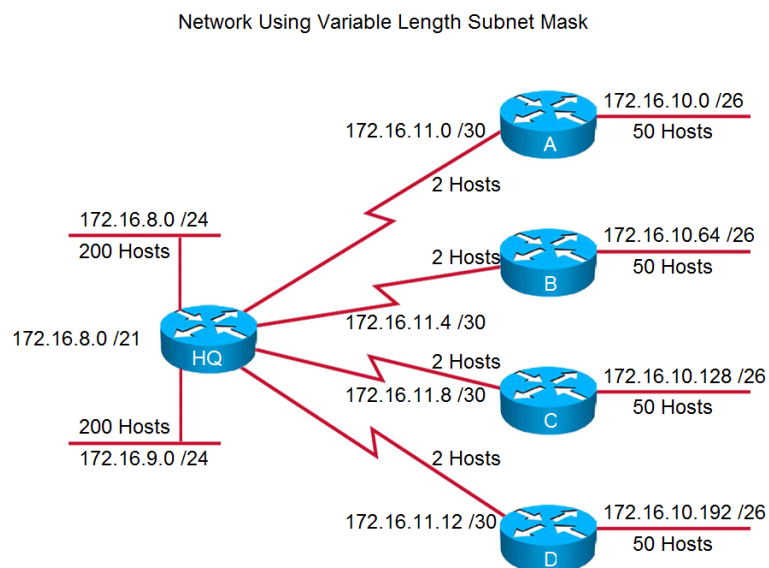 Network Using Variable Length Subnet Mask
172.16.10.0 /26
50 Hosts
A
172.16.11.0 /30
2 Hosts
172.16.8.0 /24
200 Hosts
172.16.10.64 /26
50 Hosts
B
2 Hosts
172.16.11.4 /30
172.16.8.0 /21
HQ
2 Hosts
172.16.11.8 /30
172.16.10.128 /26
50 Hosts
C
200 Hosts
172.16.9.0 /24
2 Hosts
172.16.11.12 /30
172.16.10.192 /26
50 Hosts
D